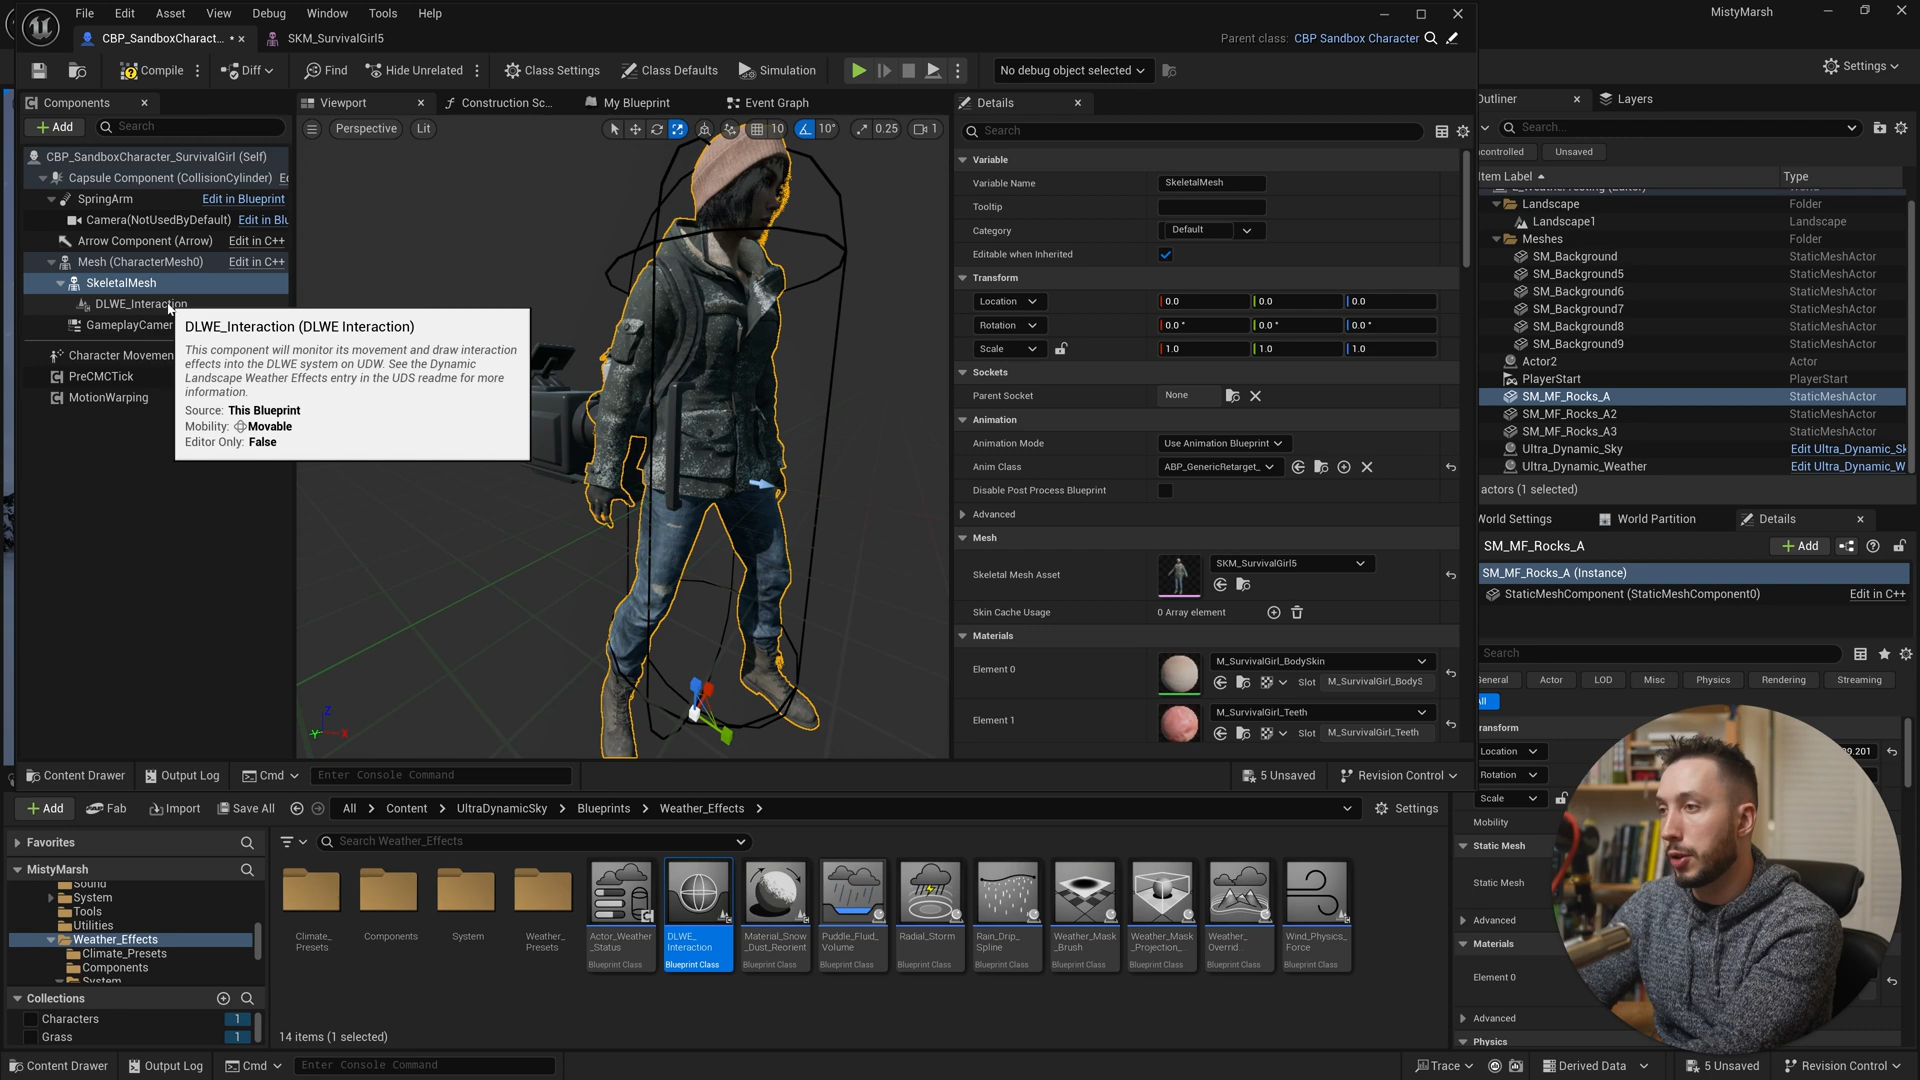 File Edit Asset View Debug Window Tools Help
MistyMarsh
CBP_SandboxCharact... • SKM_SurvivalGirl5
Parent class: CBP Sandbox Character
Compile Diff Find Hide Unrelated Class Settings Class Defaults Simulation No debug object selected
Settings
Components
Viewport Construction Sc... My Blueprint Event Graph
Details
Outliner Layers
Add Search
Perspective Lit 10 10° 0.25 1
Search
Search...
CBP_SandboxCharacter_SurvivalGirl (Self)
Capsule Component (CollisionCylinder)
SpringArm Edit in Blueprint
Camera(NotUsedByDefault) Edit in Blu
Arrow Component (Arrow) Edit in C++
Mesh (CharacterMesh0) Edit in C++
SkeletalMesh
DLWE_Interaction
GameplayCamer
Character Movemen
PreCMCTick
MotionWarping
DLWE_Interaction (DLWE Interaction)
This component will monitor its movement and draw interaction
effects into the DLWE system on UDW. See the Dynamic
Landscape Weather Effects entry in the UDS readme for more
information.
Source: This Blueprint
Mobility: Movable
Editor Only: False
Z
Y X
Variable
Variable Name SkeletalMesh
Tooltip
Category Default
Editable when Inherited
Transform
Location 0.0 0.0 0.0
Rotation 0.0 ° 0.0 ° 0.0 °
Scale 1.0 1.0 1.0
Sockets
Parent Socket None
Animation
Animation Mode Use Animation Blueprint
Anim Class ABP_GenericRetarget_
Disable Post Process Blueprint
Advanced
Mesh
Skeletal Mesh Asset SKM_SurvivalGirl5
Skin Cache Usage 0 Array element
Materials
Element 0 M_SurvivalGirl_BodySkin
Slot M_SurvivalGirl_BodyS
Element 1 M_SurvivalGirl_Teeth
Slot M_SurvivalGirl_Teeth
controlled Unsaved
Item Label Type
Landscape Folder
Landscape1 Landscape
Meshes Folder
SM_Background StaticMeshActor
SM_Background5 StaticMeshActor
SM_Background6 StaticMeshActor
SM_Background7 StaticMeshActor
SM_Background8 StaticMeshActor
SM_Background9 StaticMeshActor
Actor2 Actor
PlayerStart PlayerStart
SM_MF_Rocks_A StaticMeshActor
SM_MF_Rocks_A2 StaticMeshActor
SM_MF_Rocks_A3 StaticMeshActor
Ultra_Dynamic_Sky Edit Ultra_Dynamic_Sk
Ultra_Dynamic_Weather Edit Ultra_Dynamic_W
actors (1 selected)
World Settings World Partition Details
SM_MF_Rocks_A Add
SM_MF_Rocks_A (Instance)
StaticMeshComponent (StaticMeshComponent0) Edit in C++
Search
General Actor LOD Misc Physics Rendering Streaming
All
Transform
Location 39.201
Rotation
Scale
Mobility
Static Mesh
Static Mesh
Advanced
Materials
Element 0
Advanced
Physics
Content Drawer Output Log Cmd Enter Console Command 5 Unsaved Revision Control
Add Fab Import Save All All Content UltraDynamicSky Blueprints Weather_Effects Settings
Favorites
Search Weather_Effects
MistyMarsh
Sound
System
Tools
Utilities
Weather_Effects
Climate_Presets
Components
System
Collections
Characters 1
Grass 1
Climate_
Presets
Components
System
Weather_
Presets
Actor_Weather
_Status
Blueprint Class
DLWE_
Interaction
Blueprint Class
Material_Snow
_Dust_Reorient
Blueprint Class
Puddle_Fluid_
Volume
Blueprint Class
Radial_Storm
Blueprint Class
Rain_Drip_
Spline
Blueprint Class
Weather_Mask
_Brush
Blueprint Class
Weather_Mask
_Projection_
Blueprint Class
Weather_
Overrid
Blueprint Class
Wind_Physics_
Force
Blueprint Class
14 items (1 selected)
Content Drawer Output Log Cmd Enter Console Command Trace Derived Data 5 Unsaved Revision Control